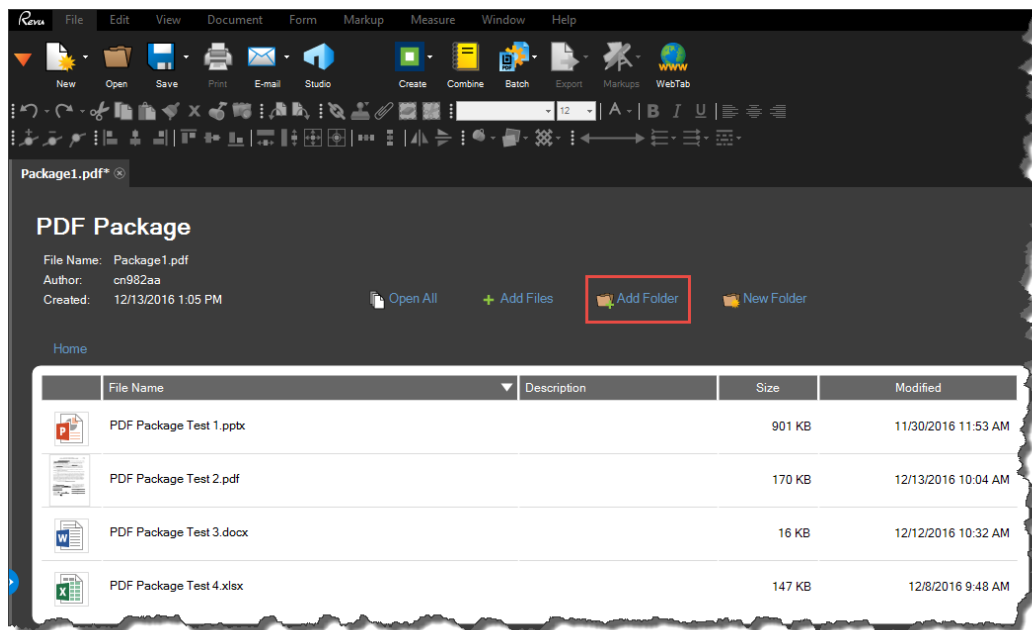 Revu File Edit View Document Form Markup Measure Window Help
New Open Save Print E-mail Studio Create Combine Batch Export Markups WebTab
12 A B I U
Package1.pdf*
PDF Package
File Name: Package1.pdf
Author: cn982aa
Created: 12/13/2016 1:05 PM
Open All Add Files Add Folder New Folder
Home
File Name Description Size Modified
PDF Package Test 1.pptx 901 KB 11/30/2016 11:53 AM
PDF Package Test 2.pdf 170 KB 12/13/2016 10:04 AM
PDF Package Test 3.docx 16 KB 12/12/2016 10:32 AM
PDF Package Test 4.xlsx 147 KB 12/8/2016 9:48 AM